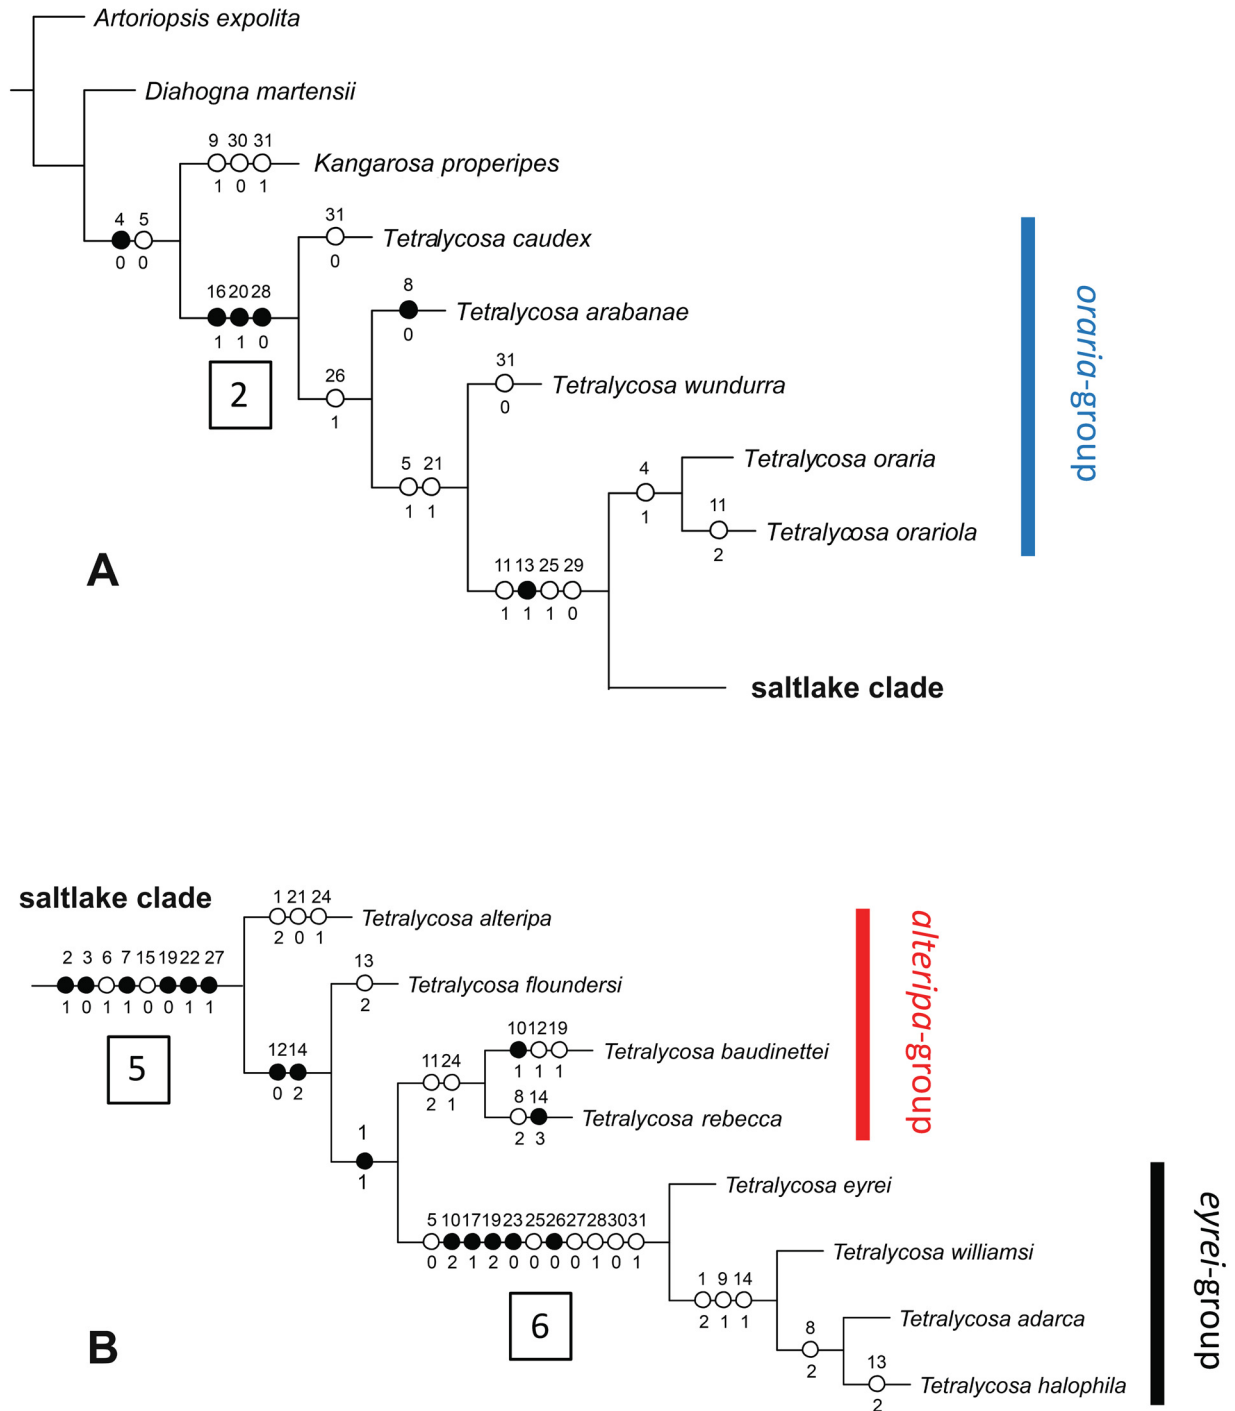 Artoriopsis expolita
Diahogna martensii
9 30 31
Kangarosa properipes
1 0 1
4 5
0 0
31
Tetralycosa caudex
0
16 20 28
1 1 0
2
8
Tetralycosa arabanae
0
26
1
31
Tetralycosa wundurra
0
5 21
1 1
4
1
Tetralycosa oraria
11
Tetralycosa orariola
2
11 13 25 29
1 1 1 0
saltlake clade
oraria-group
A
saltlake clade
2 3 6 7 15 19 22 27
1 0 1 1 0 0 1 1
5
1 21 24
Tetralycosa alteripa
2 0 1
13
Tetralycosa floundersi
2
12 14
0 2
10 12 19
Tetralycosa baudinettei
1 1 1
11 24
2 1
8 14
Tetralycosa rebecca
2 3
1
1
alteripa-group
5 10 17 19 23 25 26 27 28 30 31
0 2 1 2 0 0 0 0 1 0 1
6
Tetralycosa eyrei
Tetralycosa williamsi
1 9 14
2 1 1
Tetralycosa adarca
8
2
13
Tetralycosa halophila
2
eyrei-group
B